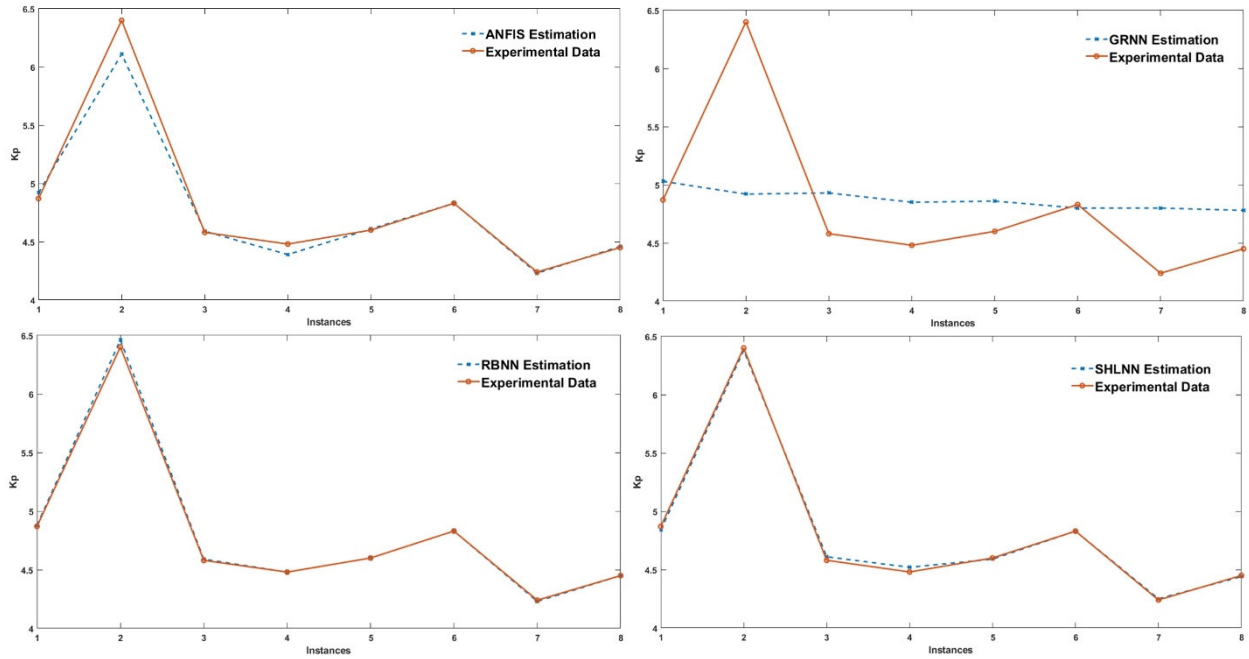 6.5
ANFIS Estimation
Experimental Data
6
5.5
Kp
5
4.5
4
1 2 3 4 5 6 7 8
Instances
6.5
GRNN Estimation
Experimental Data
6
5.5
Kp
5
4.5
4
1 2 3 4 5 6 7 8
Instances
6.5
RBNN Estimation
Experimental Data
6
5.5
Kp
5
4.5
4
1 2 3 4 5 6 7 8
Instances
6.5
SHLNN Estimation
Experimental Data
6
5.5
Kp
5
4.5
4
1 2 3 4 5 6 7 8
Instances